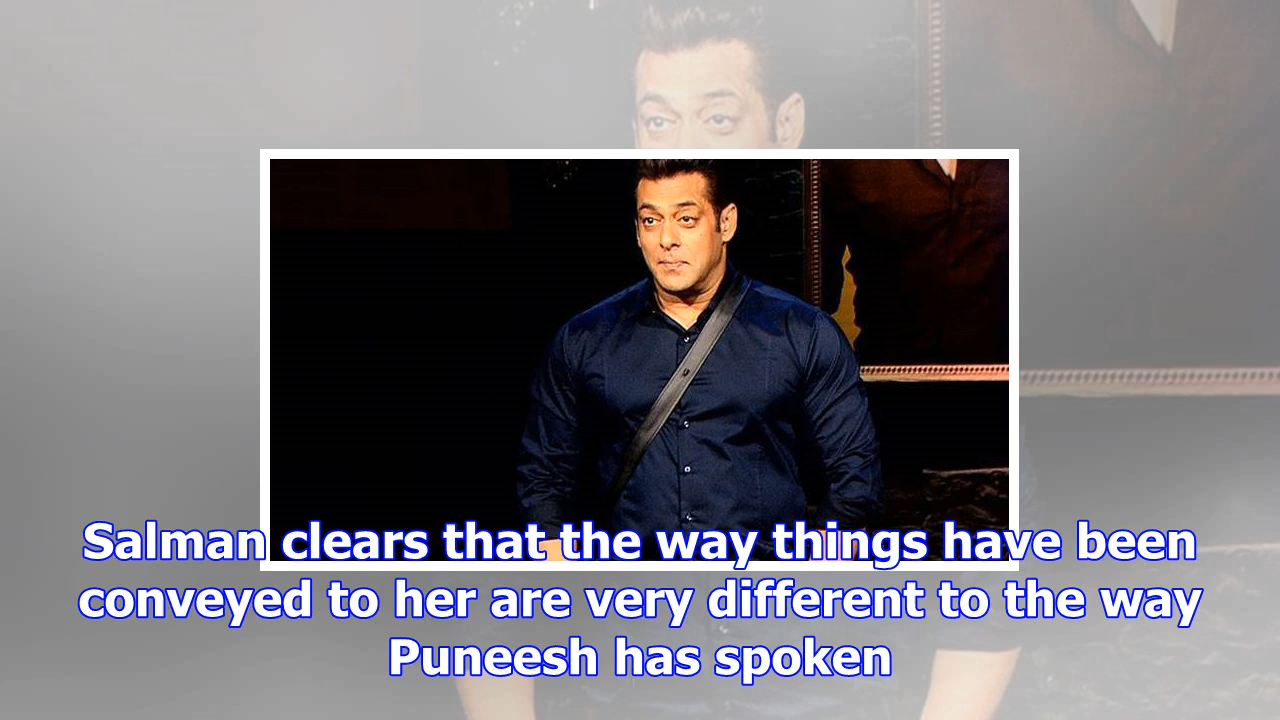 Salman clears that the way things have been
conveyed to her are very different to the way
Puneesh has spoken